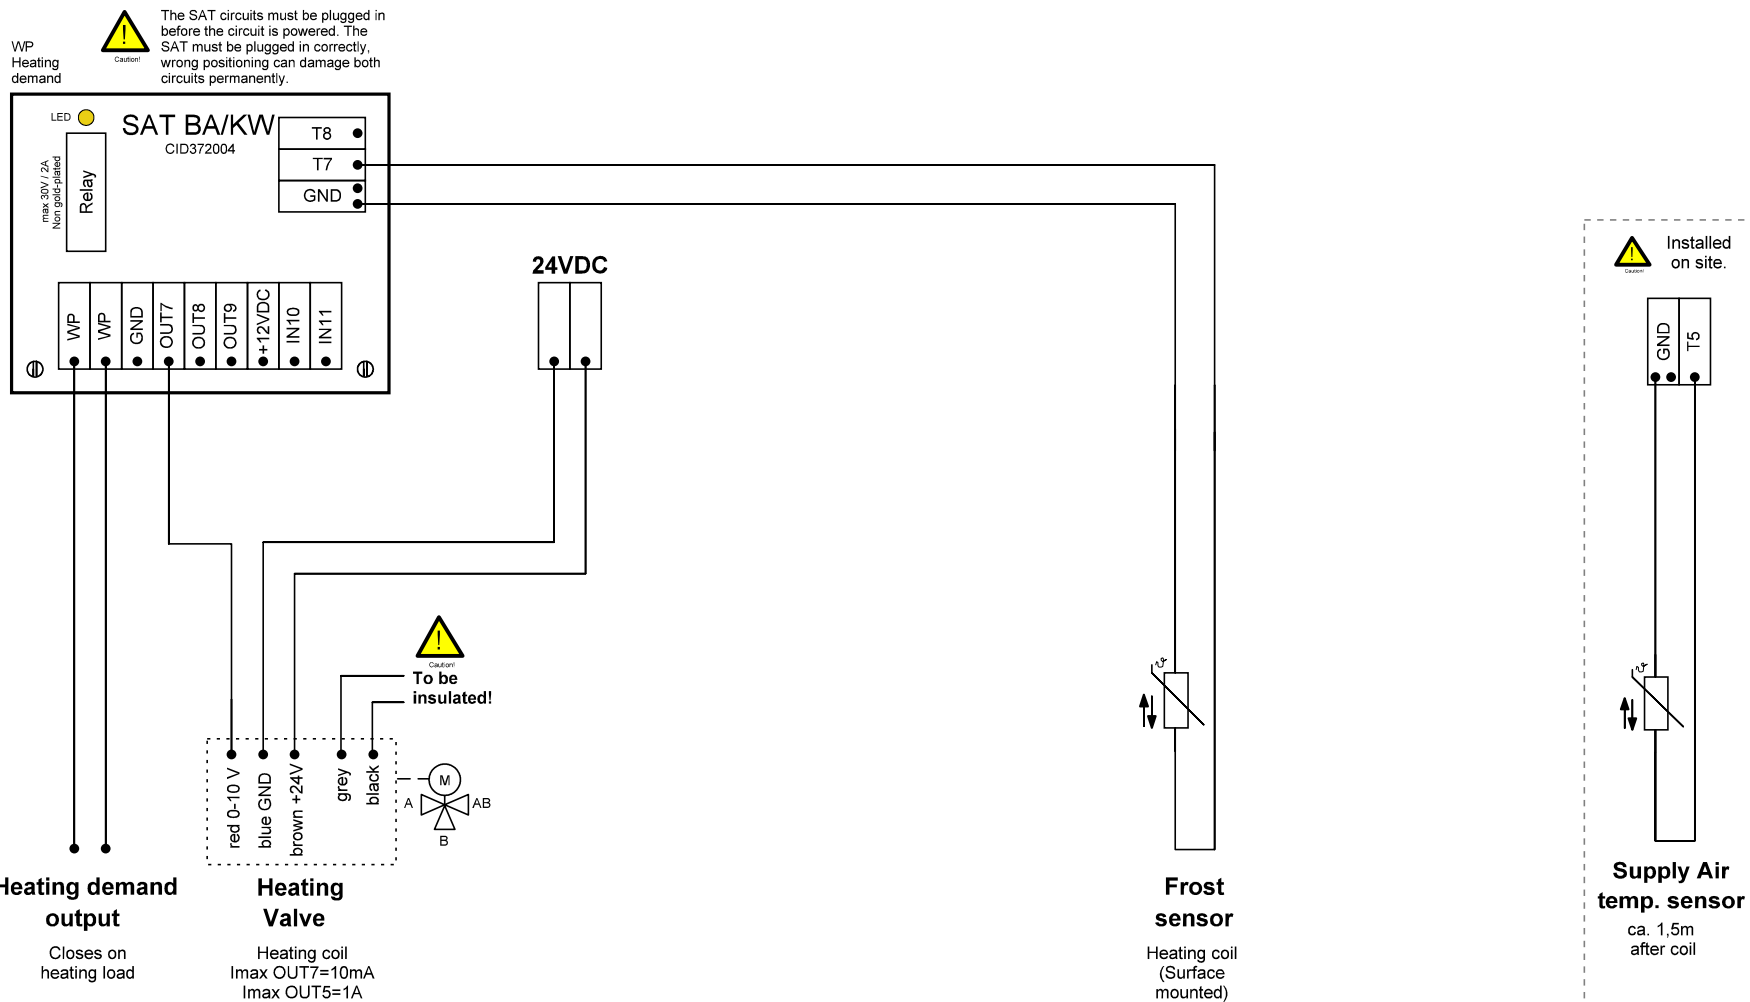 The SAT circuits must be plugged in
before the circuit is powered. The
SAT must be plugged in correctly,
wrong positioning can damage both
circuits permanently.
Caution!
WP
Heating
demand
LED
SAT BA/KW
CID372004
max 30V / 2A
Non gold-plated
Relay
T8
T7
GND
WP
WP
GND
OUT7
OUT8
OUT9
+12VDC
IN10
IN11
24VDC
Caution!
Installed
on site.
GND
T5
Caution!
To be
insulated!
red 0-10 V
blue GND
brown +24V
grey
black
M
A
AB
B
ϑ
ϑ
Heating demand
output
Closes on
heating load
Heating
Valve
Heating coil
Imax OUT7=10mA
Imax OUT5=1A
Frost
sensor
Heating coil
(Surface
mounted)
Supply Air
temp. sensor
ca. 1,5m
after coil